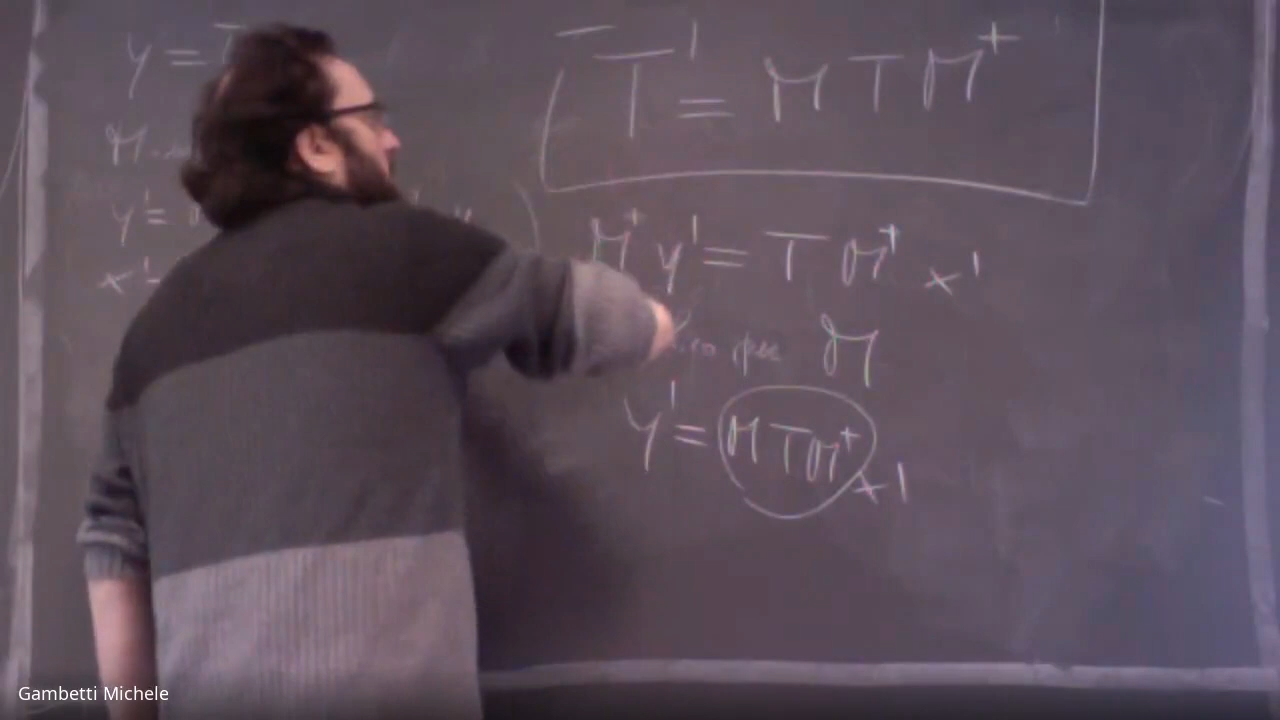 y = T
M
y' =
x' =
T' = M T M⁺
M⁺ y' = T M⁺ x'
M
y' = M T M⁺ x'
Gambetti Michele